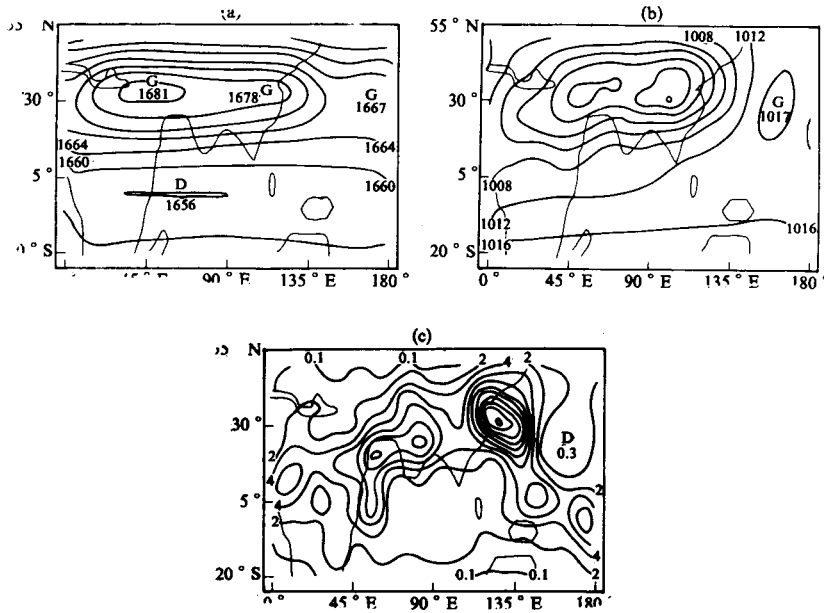 (a)
(b)
55 ° N
1008
1012
G
1681
1678
G
G
1667
G
1017
30 °
30 °
1664
1664
1660
1660
5 °
5 °
D
1656
1008
1012
1016
1016
20 ° S
90 ° E
135 ° E
180 °
0 °
45 ° E
90 ° E
135 ° E
180 °
(c)
N
0.1
0.1
2
4
2
30 °
D
0.3
2
4
4
2
5 °
2
4
2
0.1
0.1
20 ° S
0 °
45 ° E
90 ° E
135 ° E
180 °